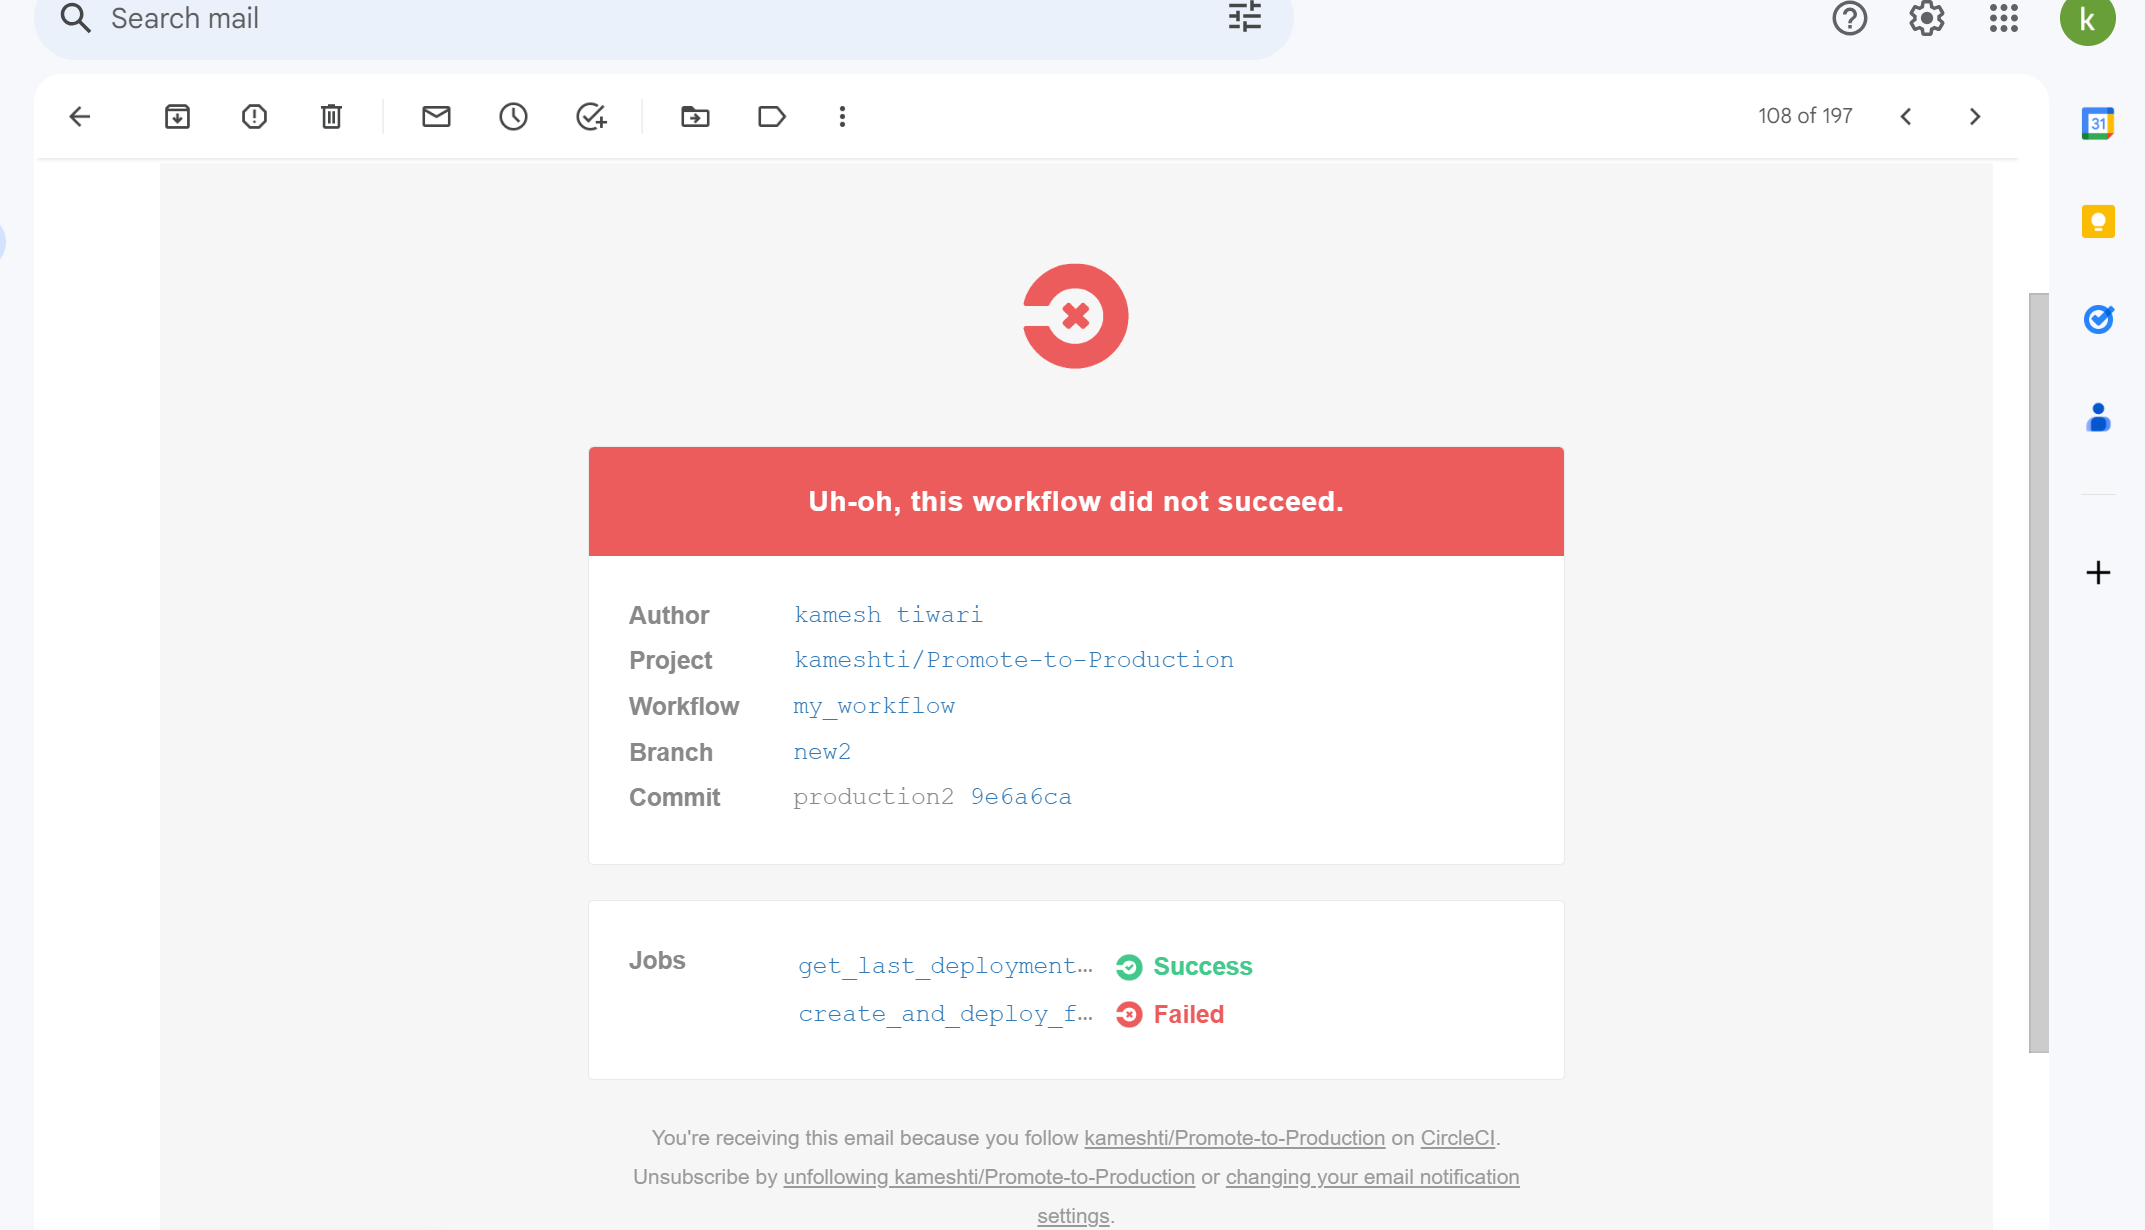 Search mail
k
108 of 197
31
Uh-oh, this workflow did not succeed.
Author kamesh tiwari
Project kameshti/Promote-to-Production
Workflow my_workflow
Branch new2
Commit production2 9e6a6ca
Jobs get_last_deployment... Success
create_and_deploy_f... Failed
You're receiving this email because you follow kameshti/Promote-to-Production on CircleCI.
Unsubscribe by unfollowing kameshti/Promote-to-Production or changing your email notification
settings.